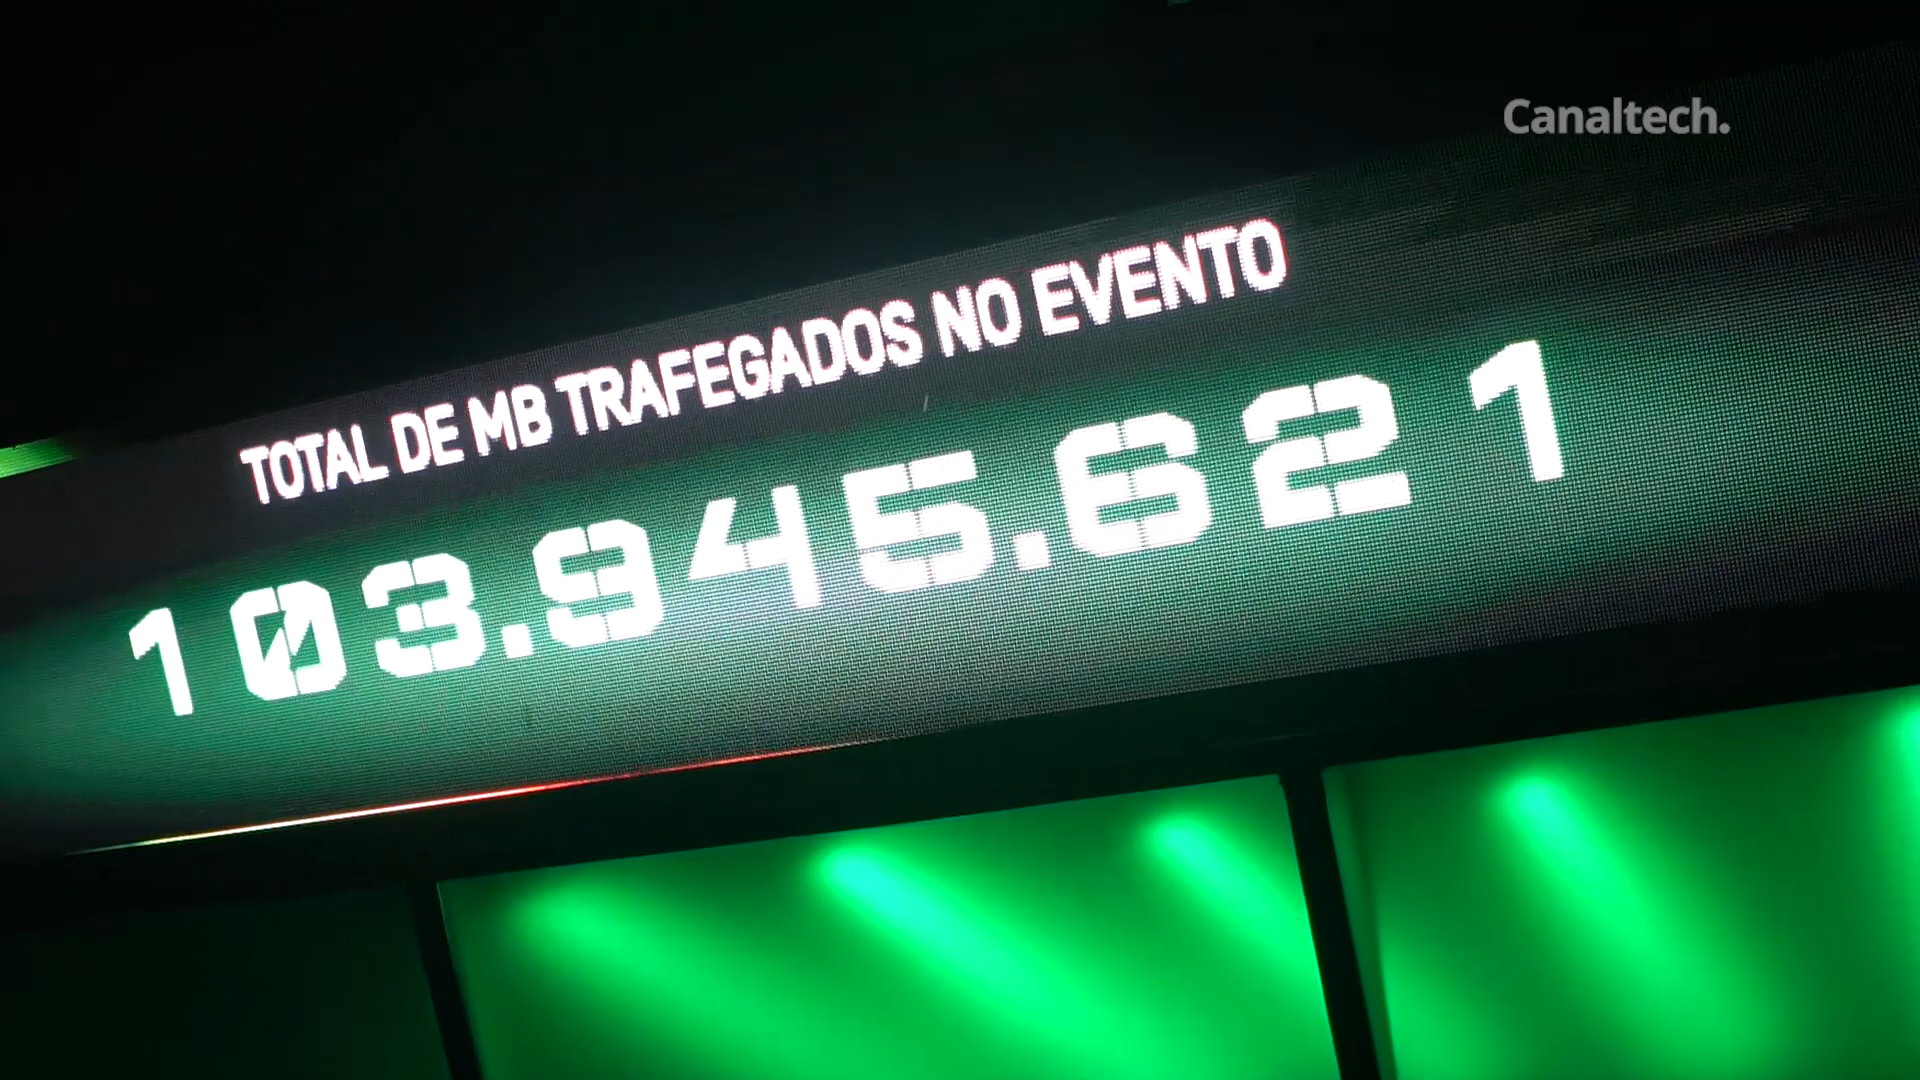 Canaltech.
TOTAL DE MB TRAFEGADOS NO EVENTO
103.945.621